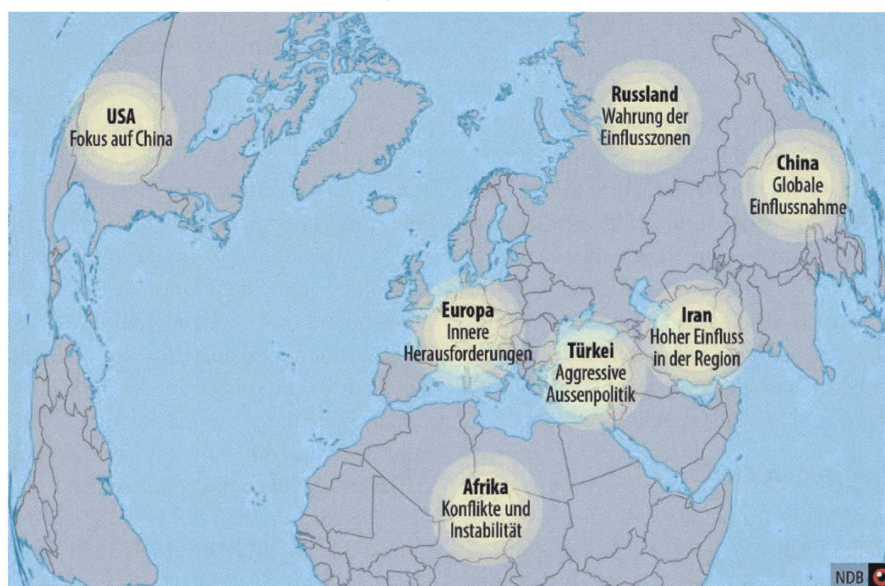 USA
Fokus auf China
Russland
Wahrung der
Einflusszonen
China
Globale
Einflussnahme
Europa
Innere
Herausforderungen
Türkei
Aggressive
Aussenpolitik
Iran
Hoher Einfluss
in der Region
Afrika
Konflikte und
Instabilität
NDB